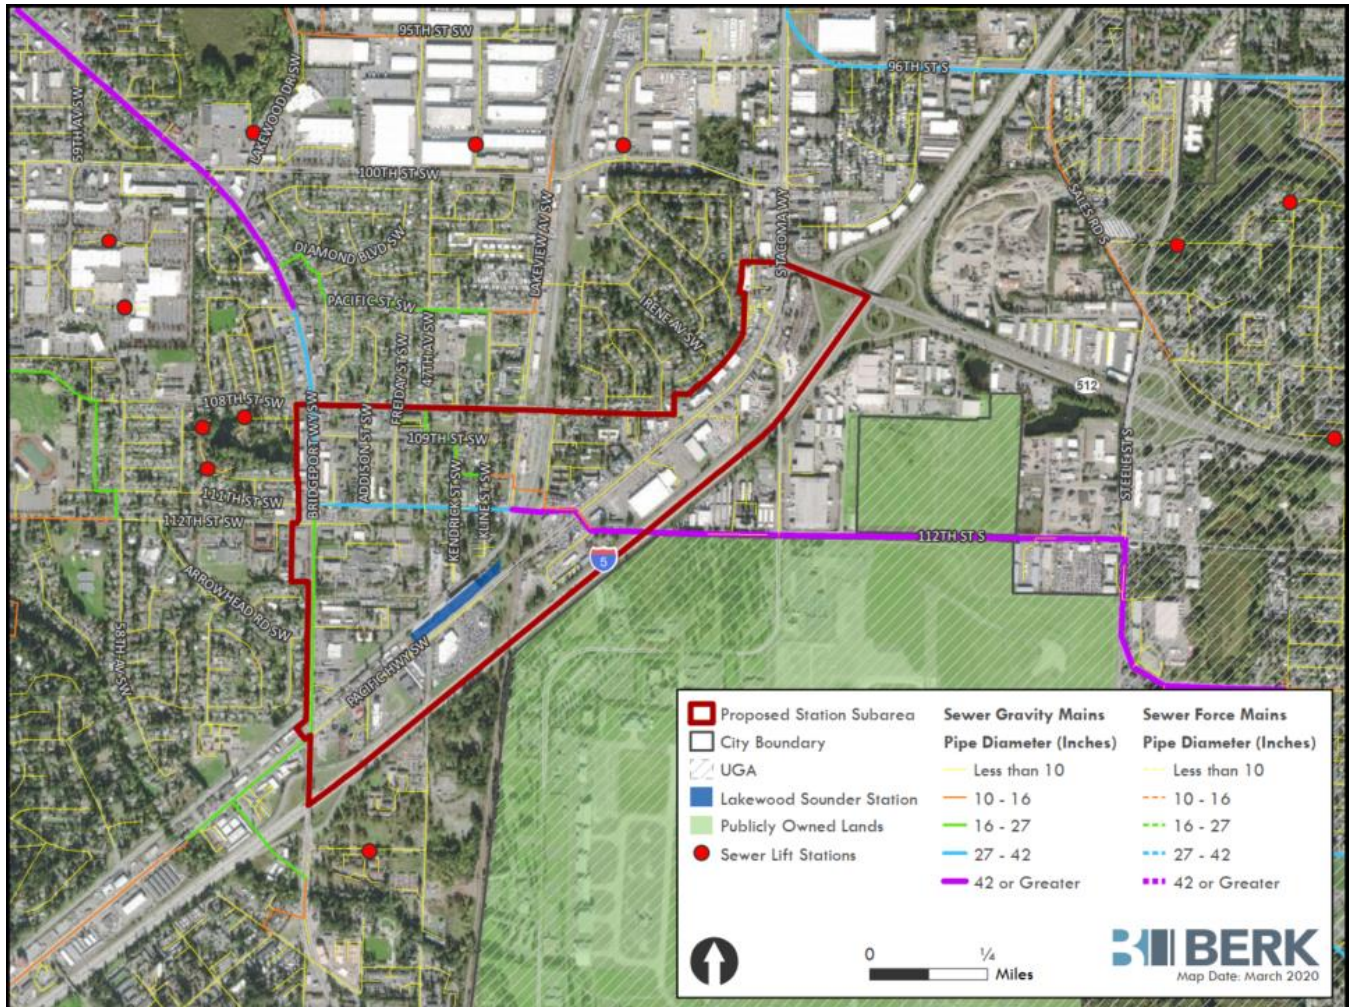 95TH ST SW
96TH ST S
59TH AV SW
LAKEWOOD DR SW
100TH ST SW
SALES RD S
LAKEVIEW AV SW
S TACOMA WY
DIAMOND BLVD SW
PACIFIC ST SW
IRENE AV SW
47TH AV SW
FREIDAY ST SW
512
108TH ST SW
BRIDGEPORT WY SW
ADDISON ST SW
109TH ST SW
STEELE ST S
111TH ST SW
112TH ST SW
KENDRICK ST SW
KLINE ST SW
112TH ST S
5
ARROWHEAD RD SW
58TH AV SW
PACIFIC HWY SW
Proposed Station Subarea
City Boundary
UGA
Lakewood Sounder Station
Publicly Owned Lands
Sewer Lift Stations
Sewer Gravity Mains
Pipe Diameter (Inches)
Less than 10
10 - 16
16 - 27
27 - 42
42 or Greater
Sewer Force Mains
Pipe Diameter (Inches)
Less than 10
10 - 16
16 - 27
27 - 42
42 or Greater
0 ¼
Miles
BERK
Map Date: March 2020